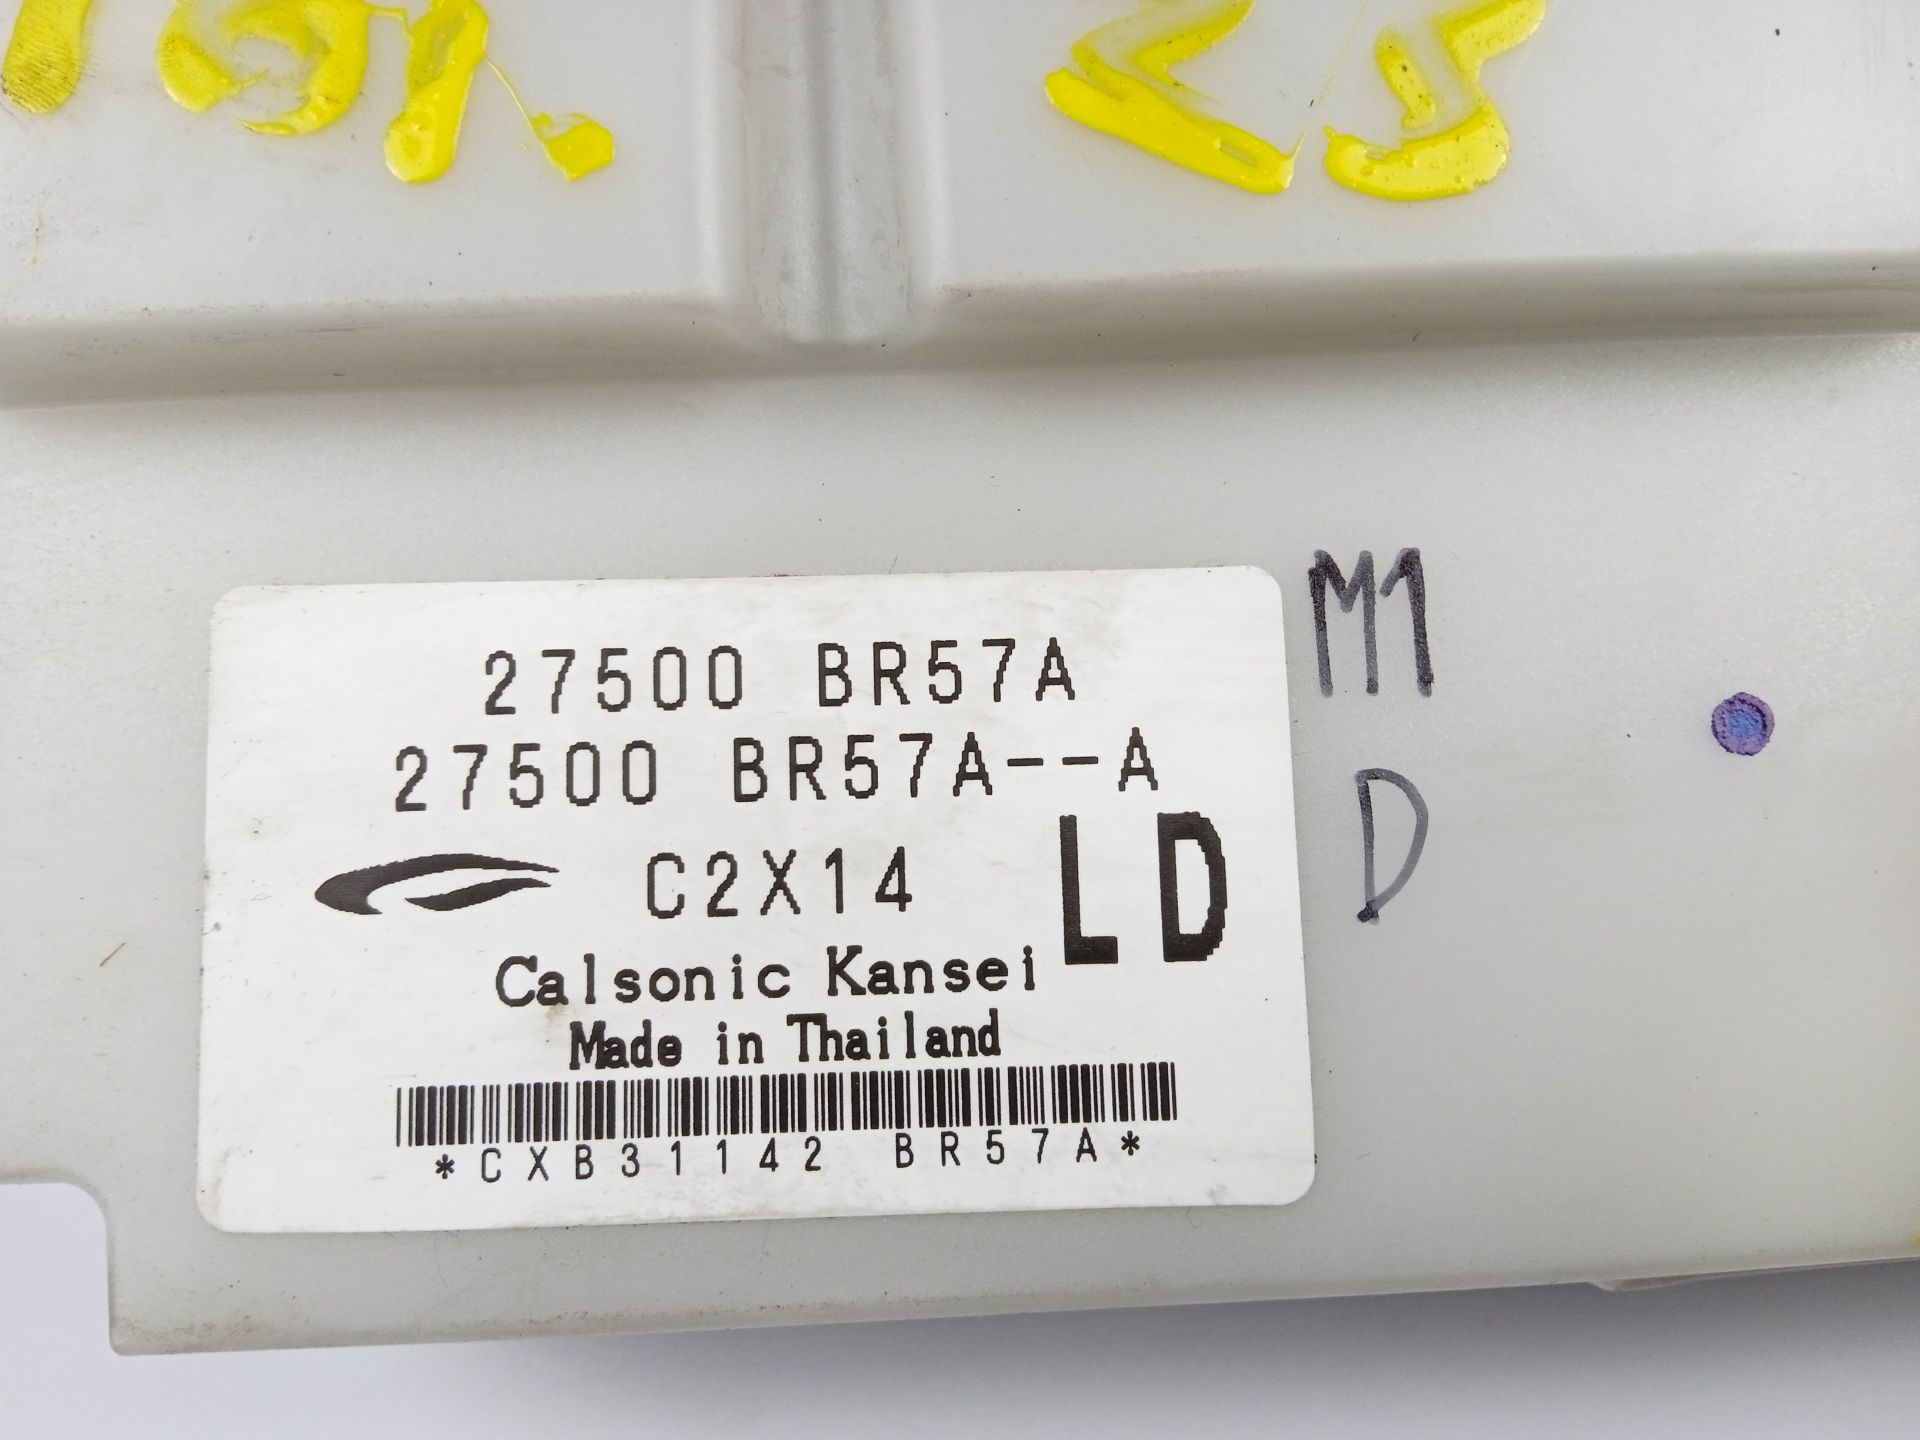 27500 BR57A
M1
27500 BR57A--A
D
C2X14
LD
Calsonic Kansei
Made in Thailand
*CXB31142 BR57A*